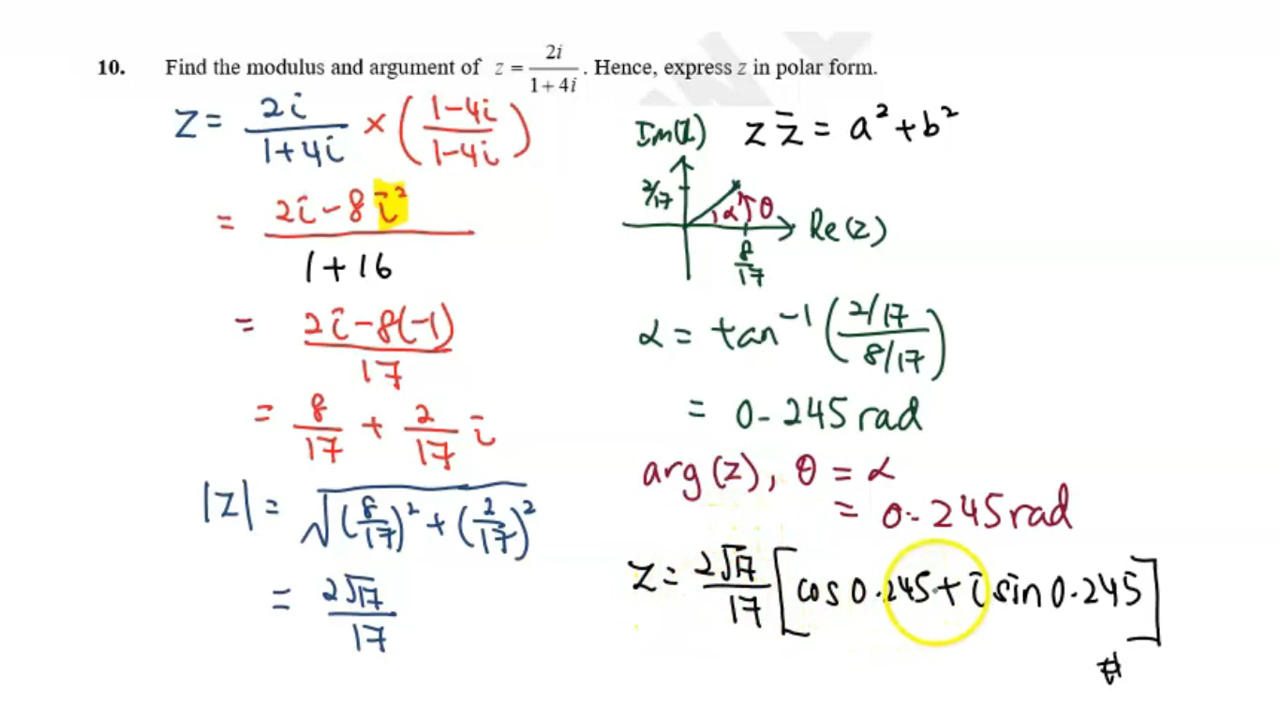 10. Find the modulus and argument of z = 2i/(1 + 4i). Hence, express z in polar form.
z = 2i/(1+4i) × ((1-4i)/(1-4i))
= (2i - 8i²)/(1+16)
= (2i - 8(-1))/17
= 8/17 + 2/17 i
|z| = √((8/17)² + (2/17)²)
= 2√17/17
z z̄ = a² + b²
Im(z)
2/17
α θ
Re(z)
8/17
α = tan⁻¹((2/17)/(8/17))
= 0.245 rad
arg(z), θ = α
= 0.245 rad
z = 2√17/17 [cos 0.245 + i sin 0.245]
#